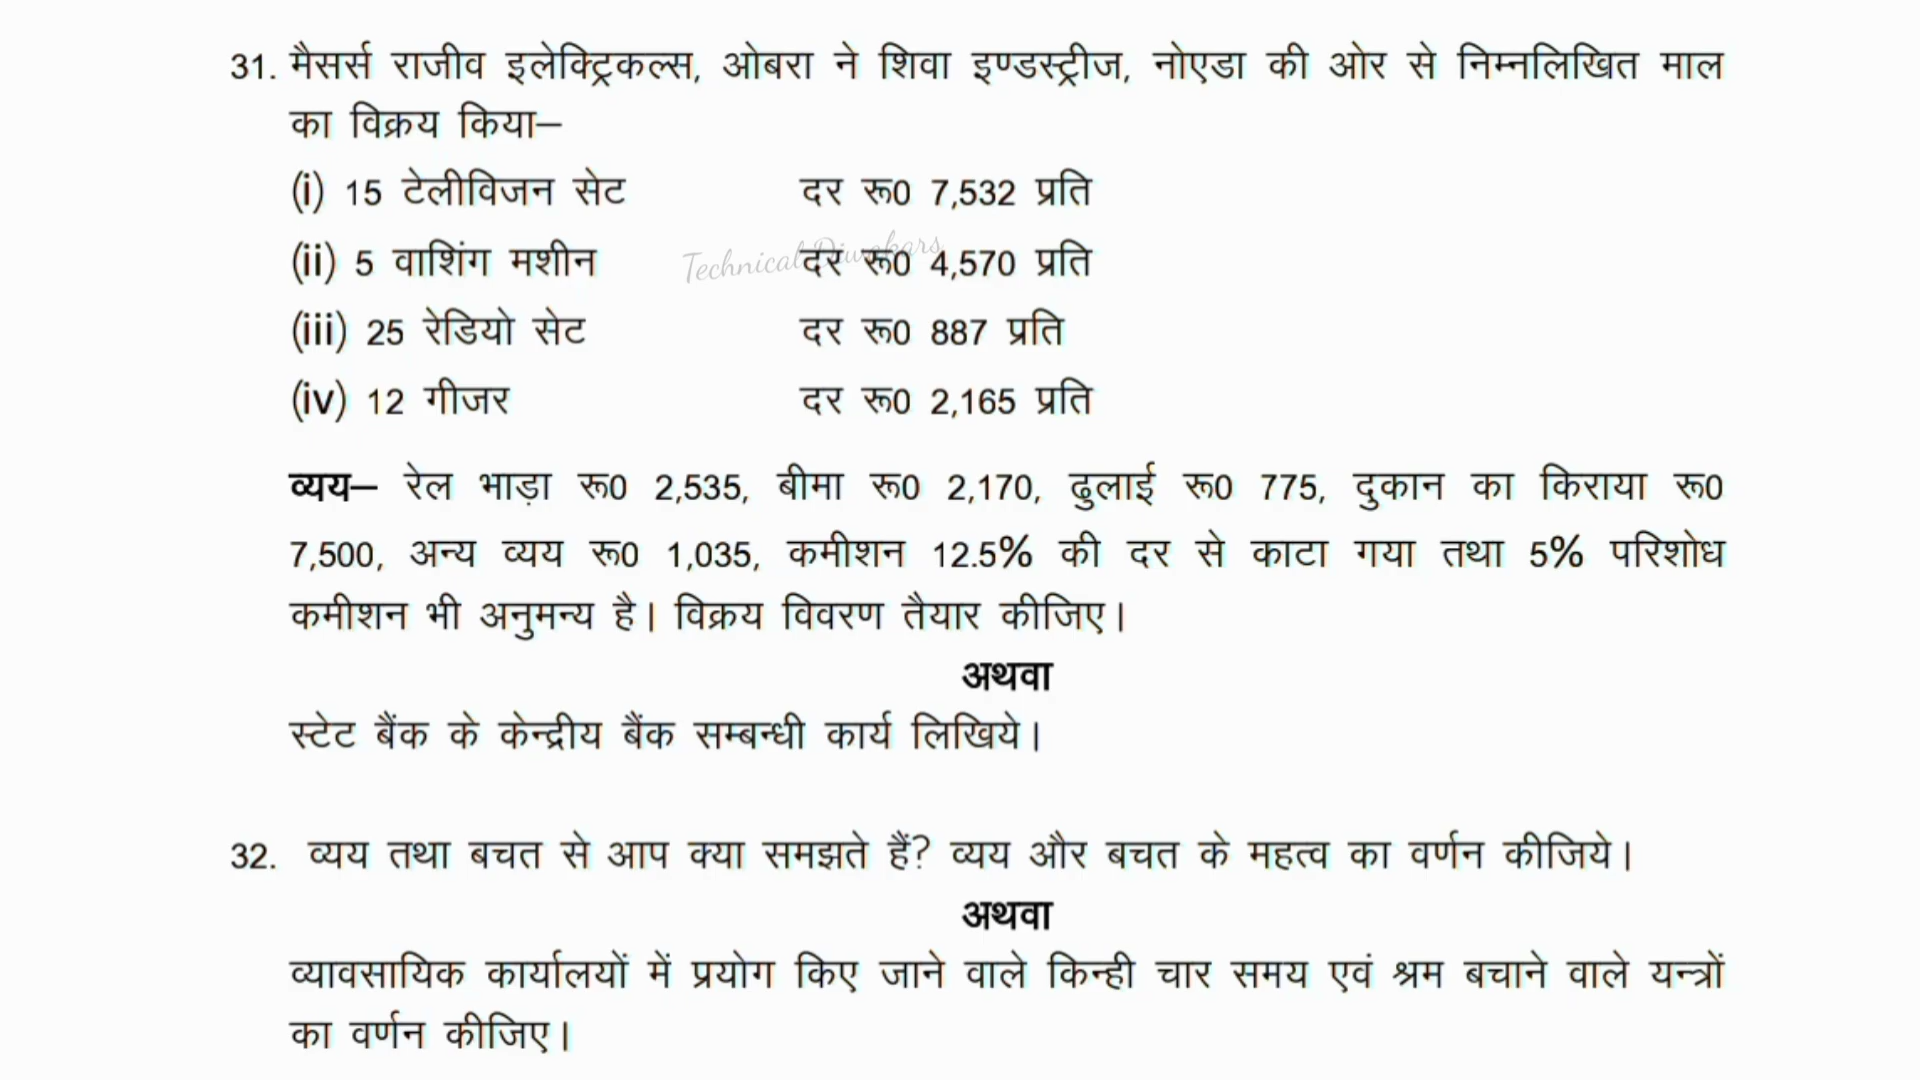 31. मैसर्स राजीव इलेक्ट्रिकल्स, ओबरा ने शिवा इण्डस्ट्रीज, नोएडा की ओर से निम्नलिखित माल
का विक्रय किया–
(i) 15 टेलीविजन सेट दर रू0 7,532 प्रति
(ii) 5 वाशिंग मशीन दर रू0 4,570 प्रति
Technical Diwakars
(iii) 25 रेडियो सेट दर रू0 887 प्रति
(iv) 12 गीजर दर रू0 2,165 प्रति
व्यय– रेल भाड़ा रू0 2,535, बीमा रू0 2,170, ढुलाई रू0 775, दुकान का किराया रू0
7,500, अन्य व्यय रू0 1,035, कमीशन 12.5% की दर से काटा गया तथा 5% परिशोध
कमीशन भी अनुमन्य है। विक्रय विवरण तैयार कीजिए।
अथवा
स्टेट बैंक के केन्द्रीय बैंक सम्बन्धी कार्य लिखिये।
32. व्यय तथा बचत से आप क्या समझते हैं? व्यय और बचत के महत्व का वर्णन कीजिये।
अथवा
व्यावसायिक कार्यालयों में प्रयोग किए जाने वाले किन्ही चार समय एवं श्रम बचाने वाले यन्त्रों
का वर्णन कीजिए।